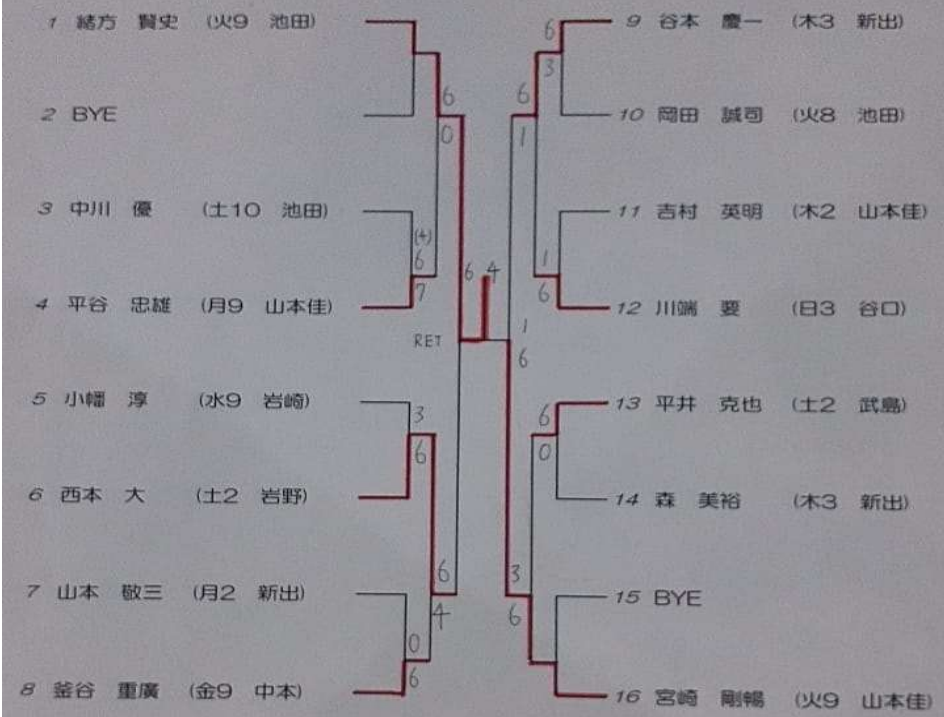 1 緒方 賢史 (火9 池田)
2 BYE
3 中川 優 (土10 池田)
4 平谷 忠雄 (月9 山本佳)
5 小幡 淳 (水9 岩崎)
6 西本 大 (土2 岩野)
7 山本 敬三 (月2 新出)
8 釜谷 重廣 (金9 中本)
6
0
(4)
6
7
3
6
6
4
0
6
RET
6 4
1
6
6
3
6
1
1
6
6
0
3
6
9 谷本 慶一 (木3 新出)
10 岡田 誠司 (火8 池田)
11 吉村 英明 (木2 山本佳)
12 川端 要 (日3 谷口)
13 平井 克也 (土2 武島)
14 森 美裕 (木3 新出)
15 BYE
16 宮崎 剛暢 (火9 山本佳)